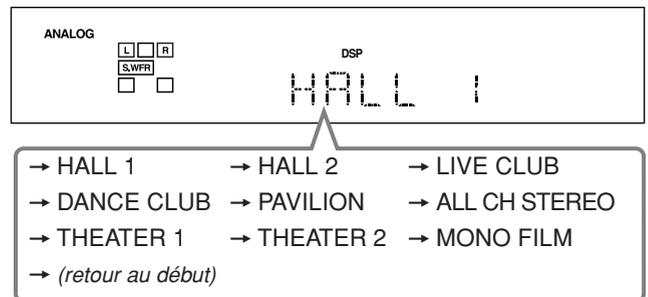 ANALOG
L R
S.WFR
DSP
HALL 1
→ HALL 1 → HALL 2 → LIVE CLUB
→ DANCE CLUB → PAVILION → ALL CH STEREO
→ THEATER 1 → THEATER 2 → MONO FILM
→ (retour au début)